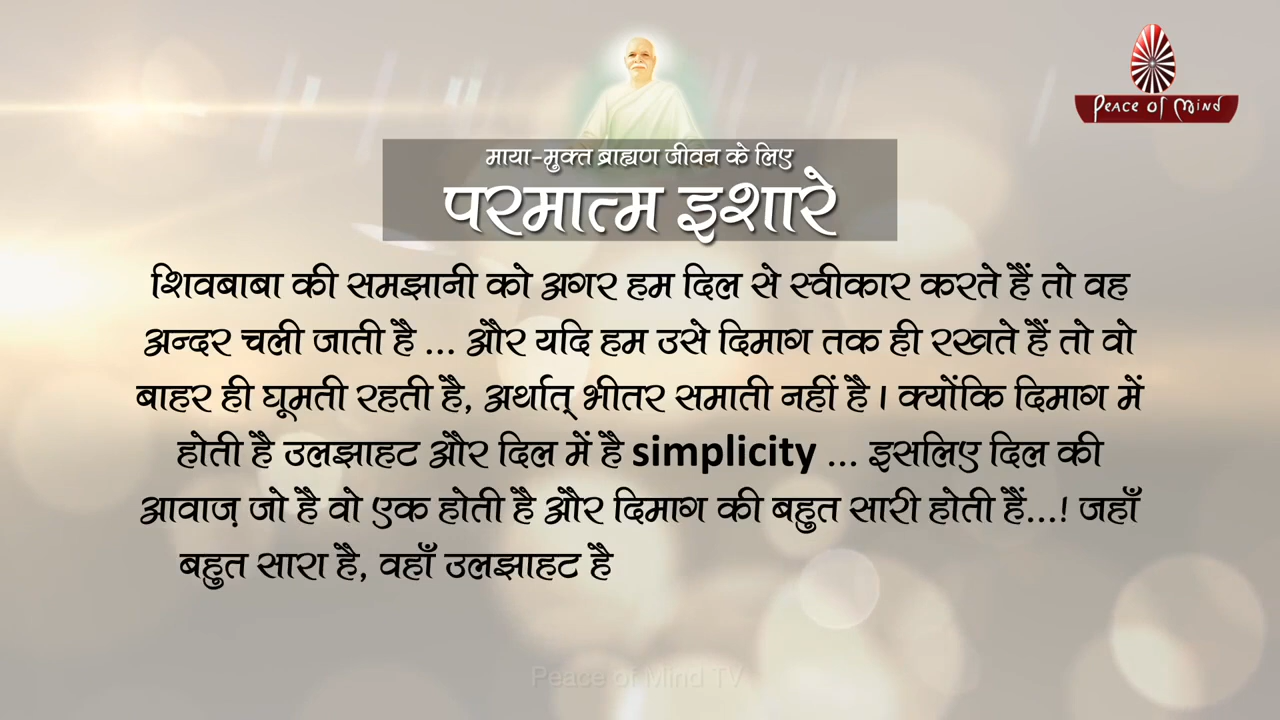 Peace of Mind
माया-मुक्त ब्राह्मण जीवन के लिए
परमात्म इशारे
शिवबाबा की समझानी को अगर हम दिल से स्वीकार करते हैं तो वह
अन्दर चली जाती है ... और यदि हम उसे दिमाग तक ही रखते हैं तो वो
बाहर ही घूमती रहती है, अर्थात् भीतर समाती नहीं है । क्योंकि दिमाग में
होती है उलझाहट और दिल में है simplicity ... इसलिए दिल की
आवाज़ जो है वो एक होती है और दिमाग की बहुत सारी होती हैं...! जहाँ
बहुत सारा है, वहाँ उलझाहट है
Peace of Mind TV